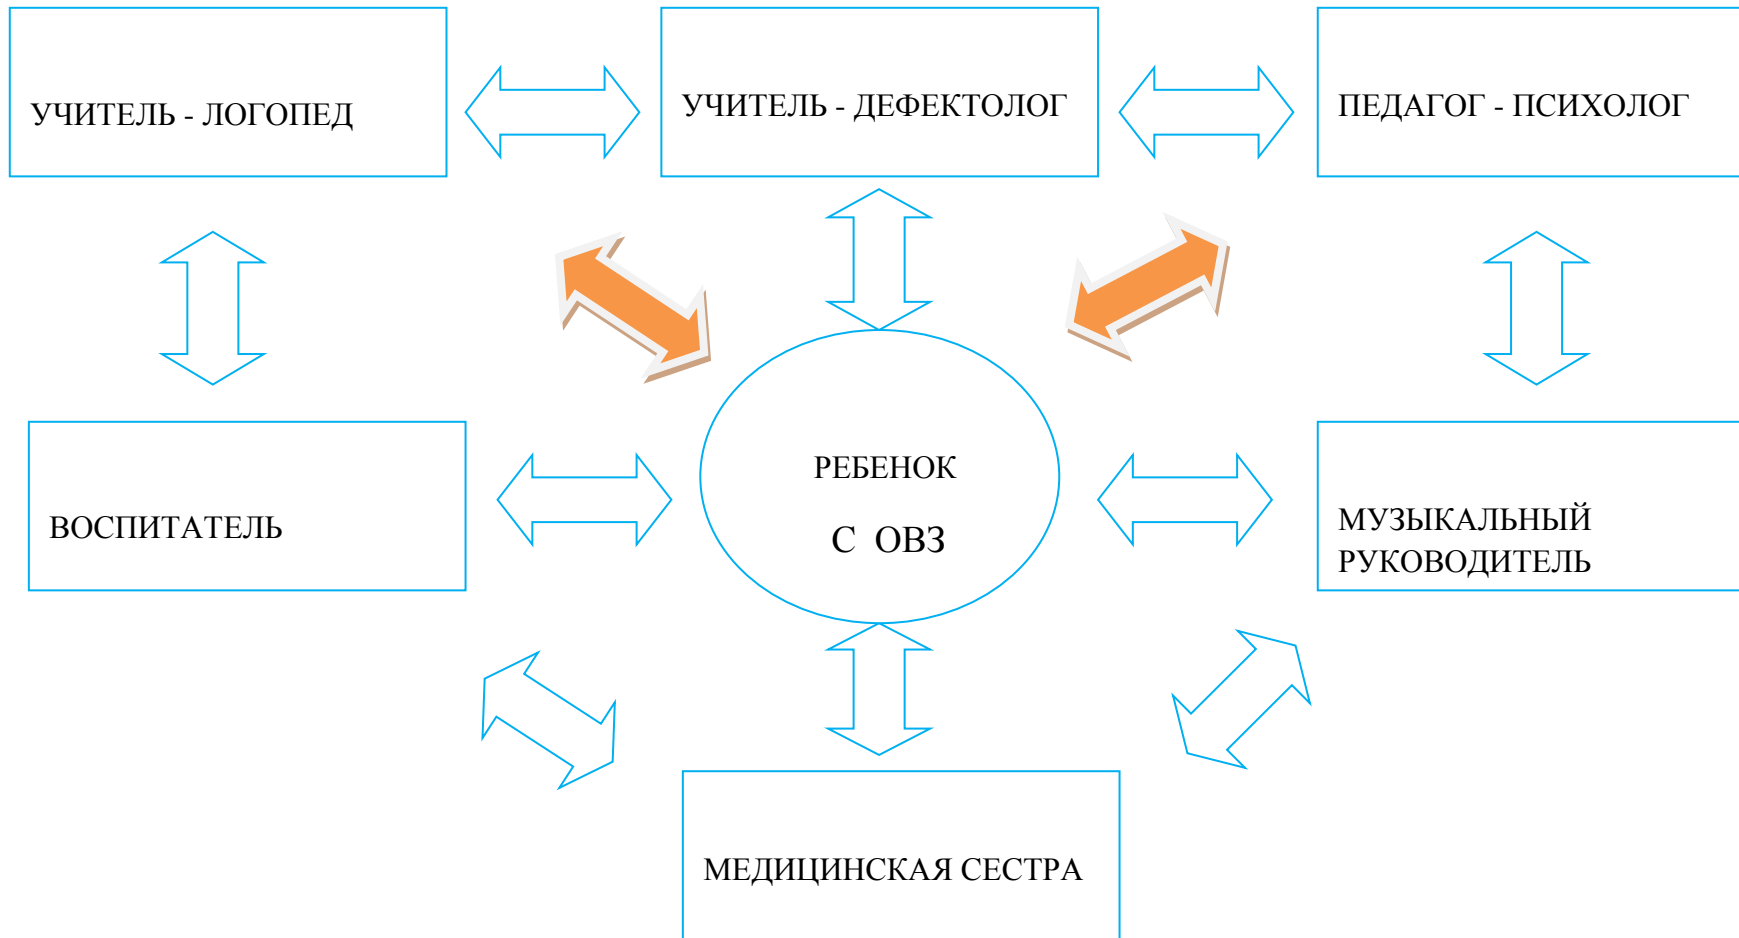 УЧИТЕЛЬ - ЛОГОПЕД
УЧИТЕЛЬ - ДЕФЕКТОЛОГ
ПЕДАГОГ - ПСИХОЛОГ
ВОСПИТАТЕЛЬ
РЕБЕНОК
С ОВЗ
МУЗЫКАЛЬНЫЙ
РУКОВОДИТЕЛЬ
МЕДИЦИНСКАЯ СЕСТРА